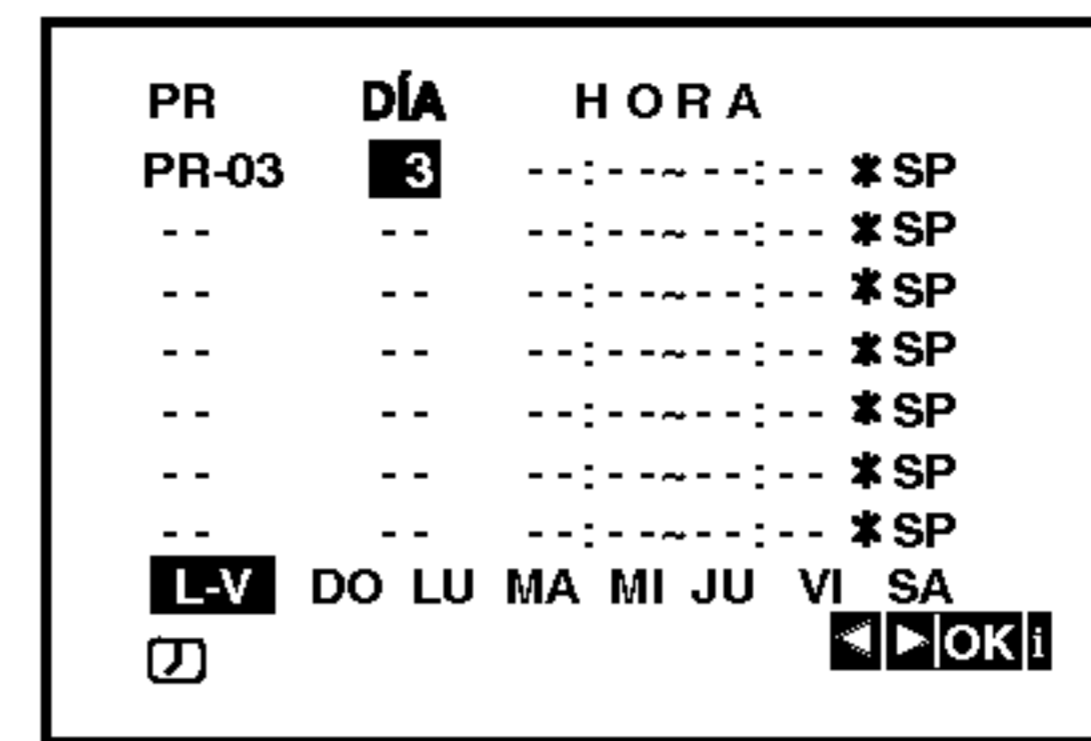 PR DÍA HORA
PR-03 3 --:--~--:-- * SP
-- -- --:--~--:-- * SP
-- -- --:--~--:-- * SP
-- -- --:--~--:-- * SP
-- -- --:--~--:-- * SP
-- -- --:--~--:-- * SP
-- -- --:--~--:-- * SP
L-V DO LU MA MI JU VI SA
◀ ▶ OK i